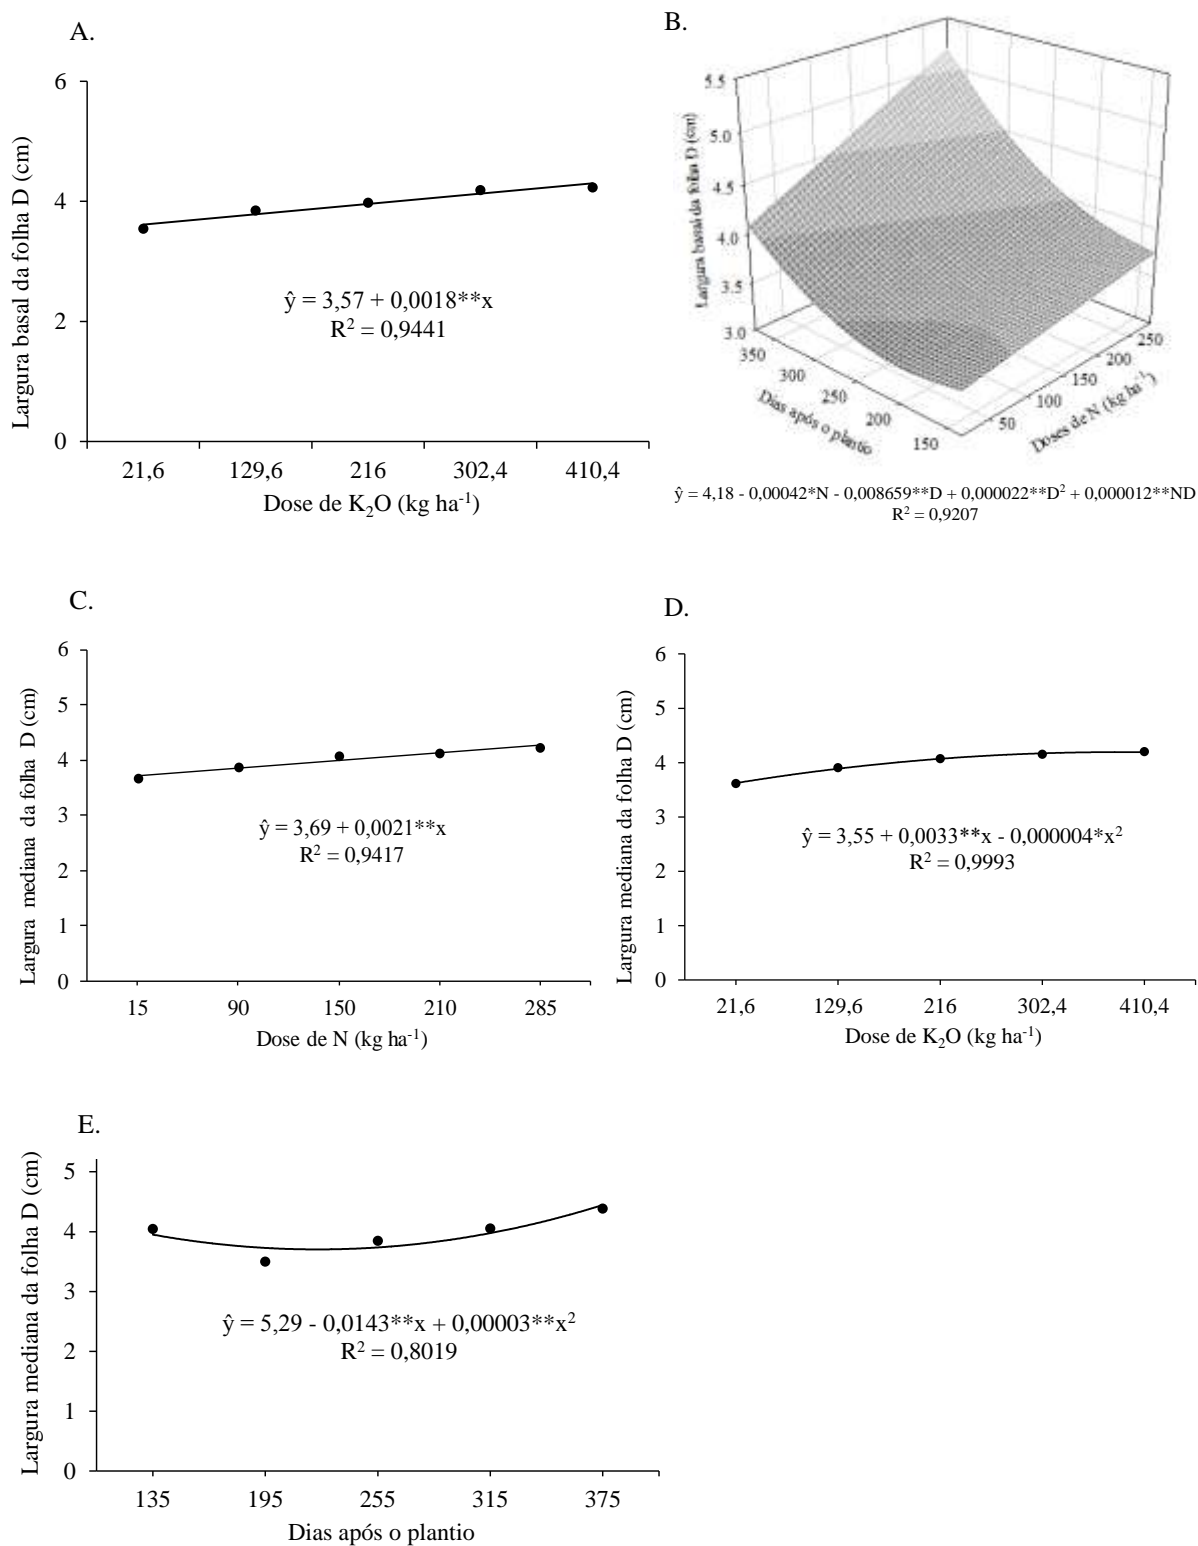 A.
6
4
2
0
Largura basal da folha D (cm)
ŷ = 3,57 + 0,0018**x
R² = 0,9441
21,6 129,6 216 302,4 410,4
Dose de K₂O (kg ha⁻¹)
B.
5.5
5.0
4.5
4.0
3.5
3.0
Largura basal da folha D (cm)
350 300 250 200 150
Dias após o plantio
50 100 150 200 250
Doses de N (kg ha⁻¹)
ŷ = 4,18 - 0,00042*N - 0,008659**D + 0,000022**D² + 0,000012**ND
R² = 0,9207
C.
6
5
4
3
2
1
0
Largura mediana da folha D (cm)
ŷ = 3,69 + 0,0021**x
R² = 0,9417
15 90 150 210 285
Dose de N (kg ha⁻¹)
D.
6
5
4
3
2
1
0
Largura mediana da folha D (cm)
ŷ = 3,55 + 0,0033**x - 0,000004*x²
R² = 0,9993
21,6 129,6 216 302,4 410,4
Dose de K₂O (kg ha⁻¹)
E.
5
4
3
2
1
0
Largura mediana da folha D (cm)
ŷ = 5,29 - 0,0143**x + 0,00003**x²
R² = 0,8019
135 195 255 315 375
Dias após o plantio